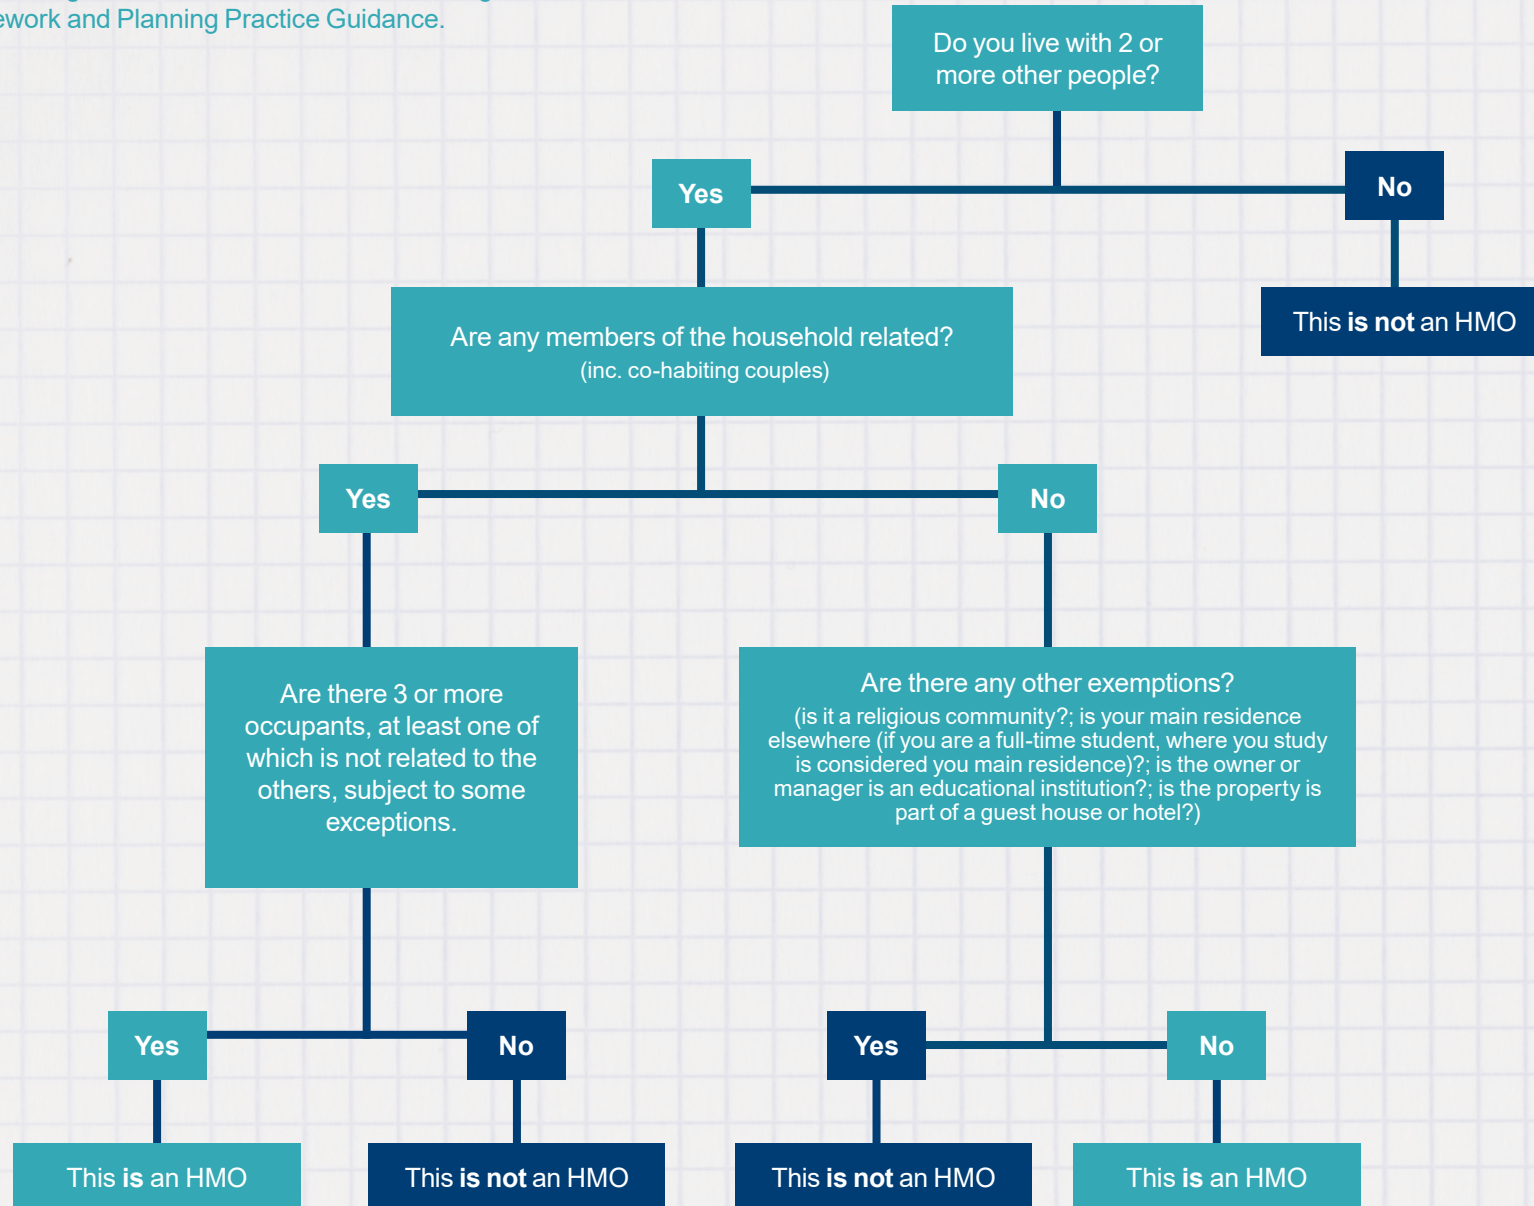 ework and Planning Practice Guidance.
Do you live with 2 or
more other people?
Yes
No
This is not an HMO
Are any members of the household related?
(inc. co-habiting couples)
Yes
No
Are there 3 or more
occupants, at least one of
which is not related to the
others, subject to some
exceptions.
Are there any other exemptions?
(is it a religious community?; is your main residence
elsewhere (if you are a full-time student, where you study
is considered you main residence)?; is the owner or
manager is an educational institution?; is the property is
part of a guest house or hotel?)
Yes
No
Yes
No
This is an HMO
This is not an HMO
This is not an HMO
This is an HMO